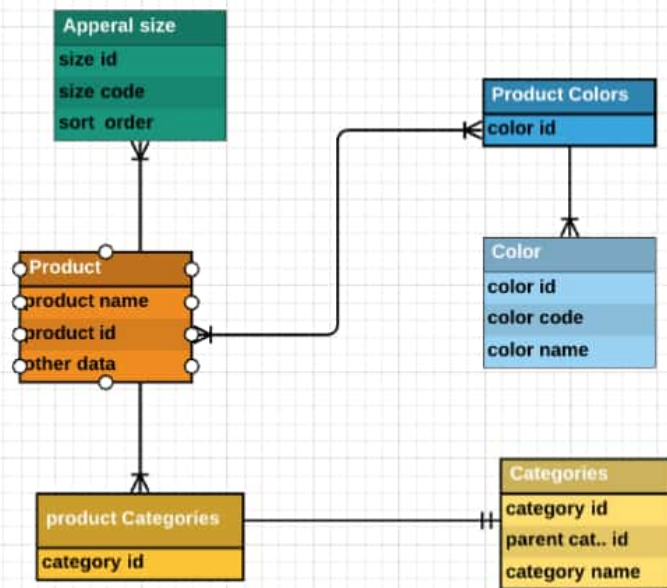 Apperal size
size id
size code
sort order
Product Colors
color id
Product
product name
product id
other data
Color
color id
color code
color name
product Categories
category id
Categories
category id
parent cat.. id
category name